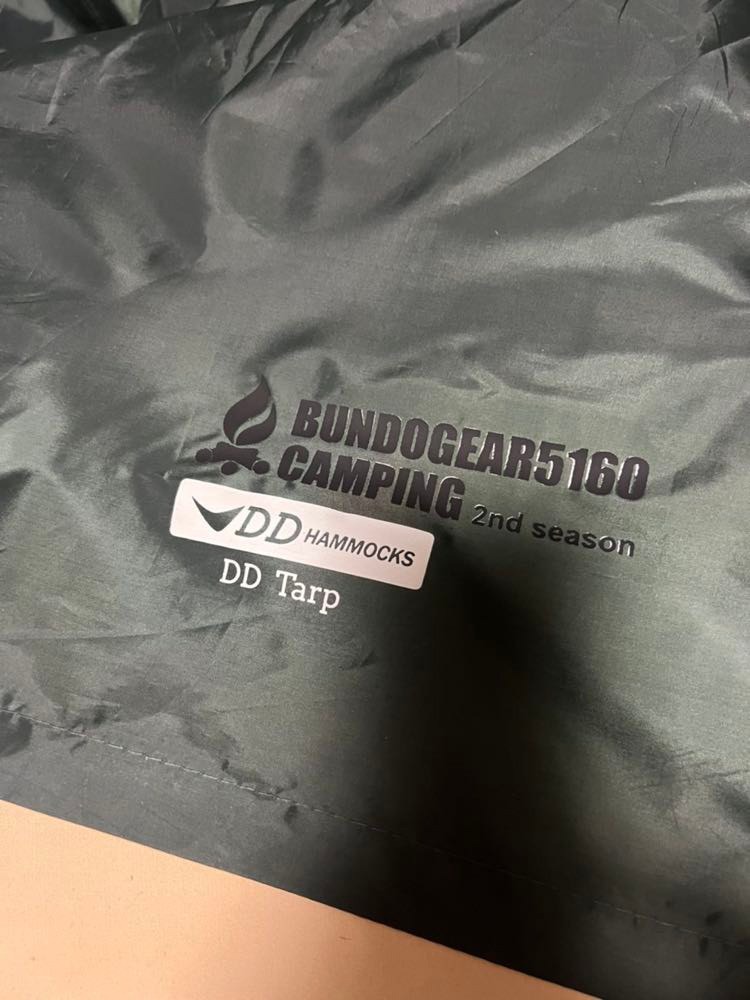 BUNDOGEAR5160
CAMPING 2nd season
DD HAMMOCKS
DD Tarp